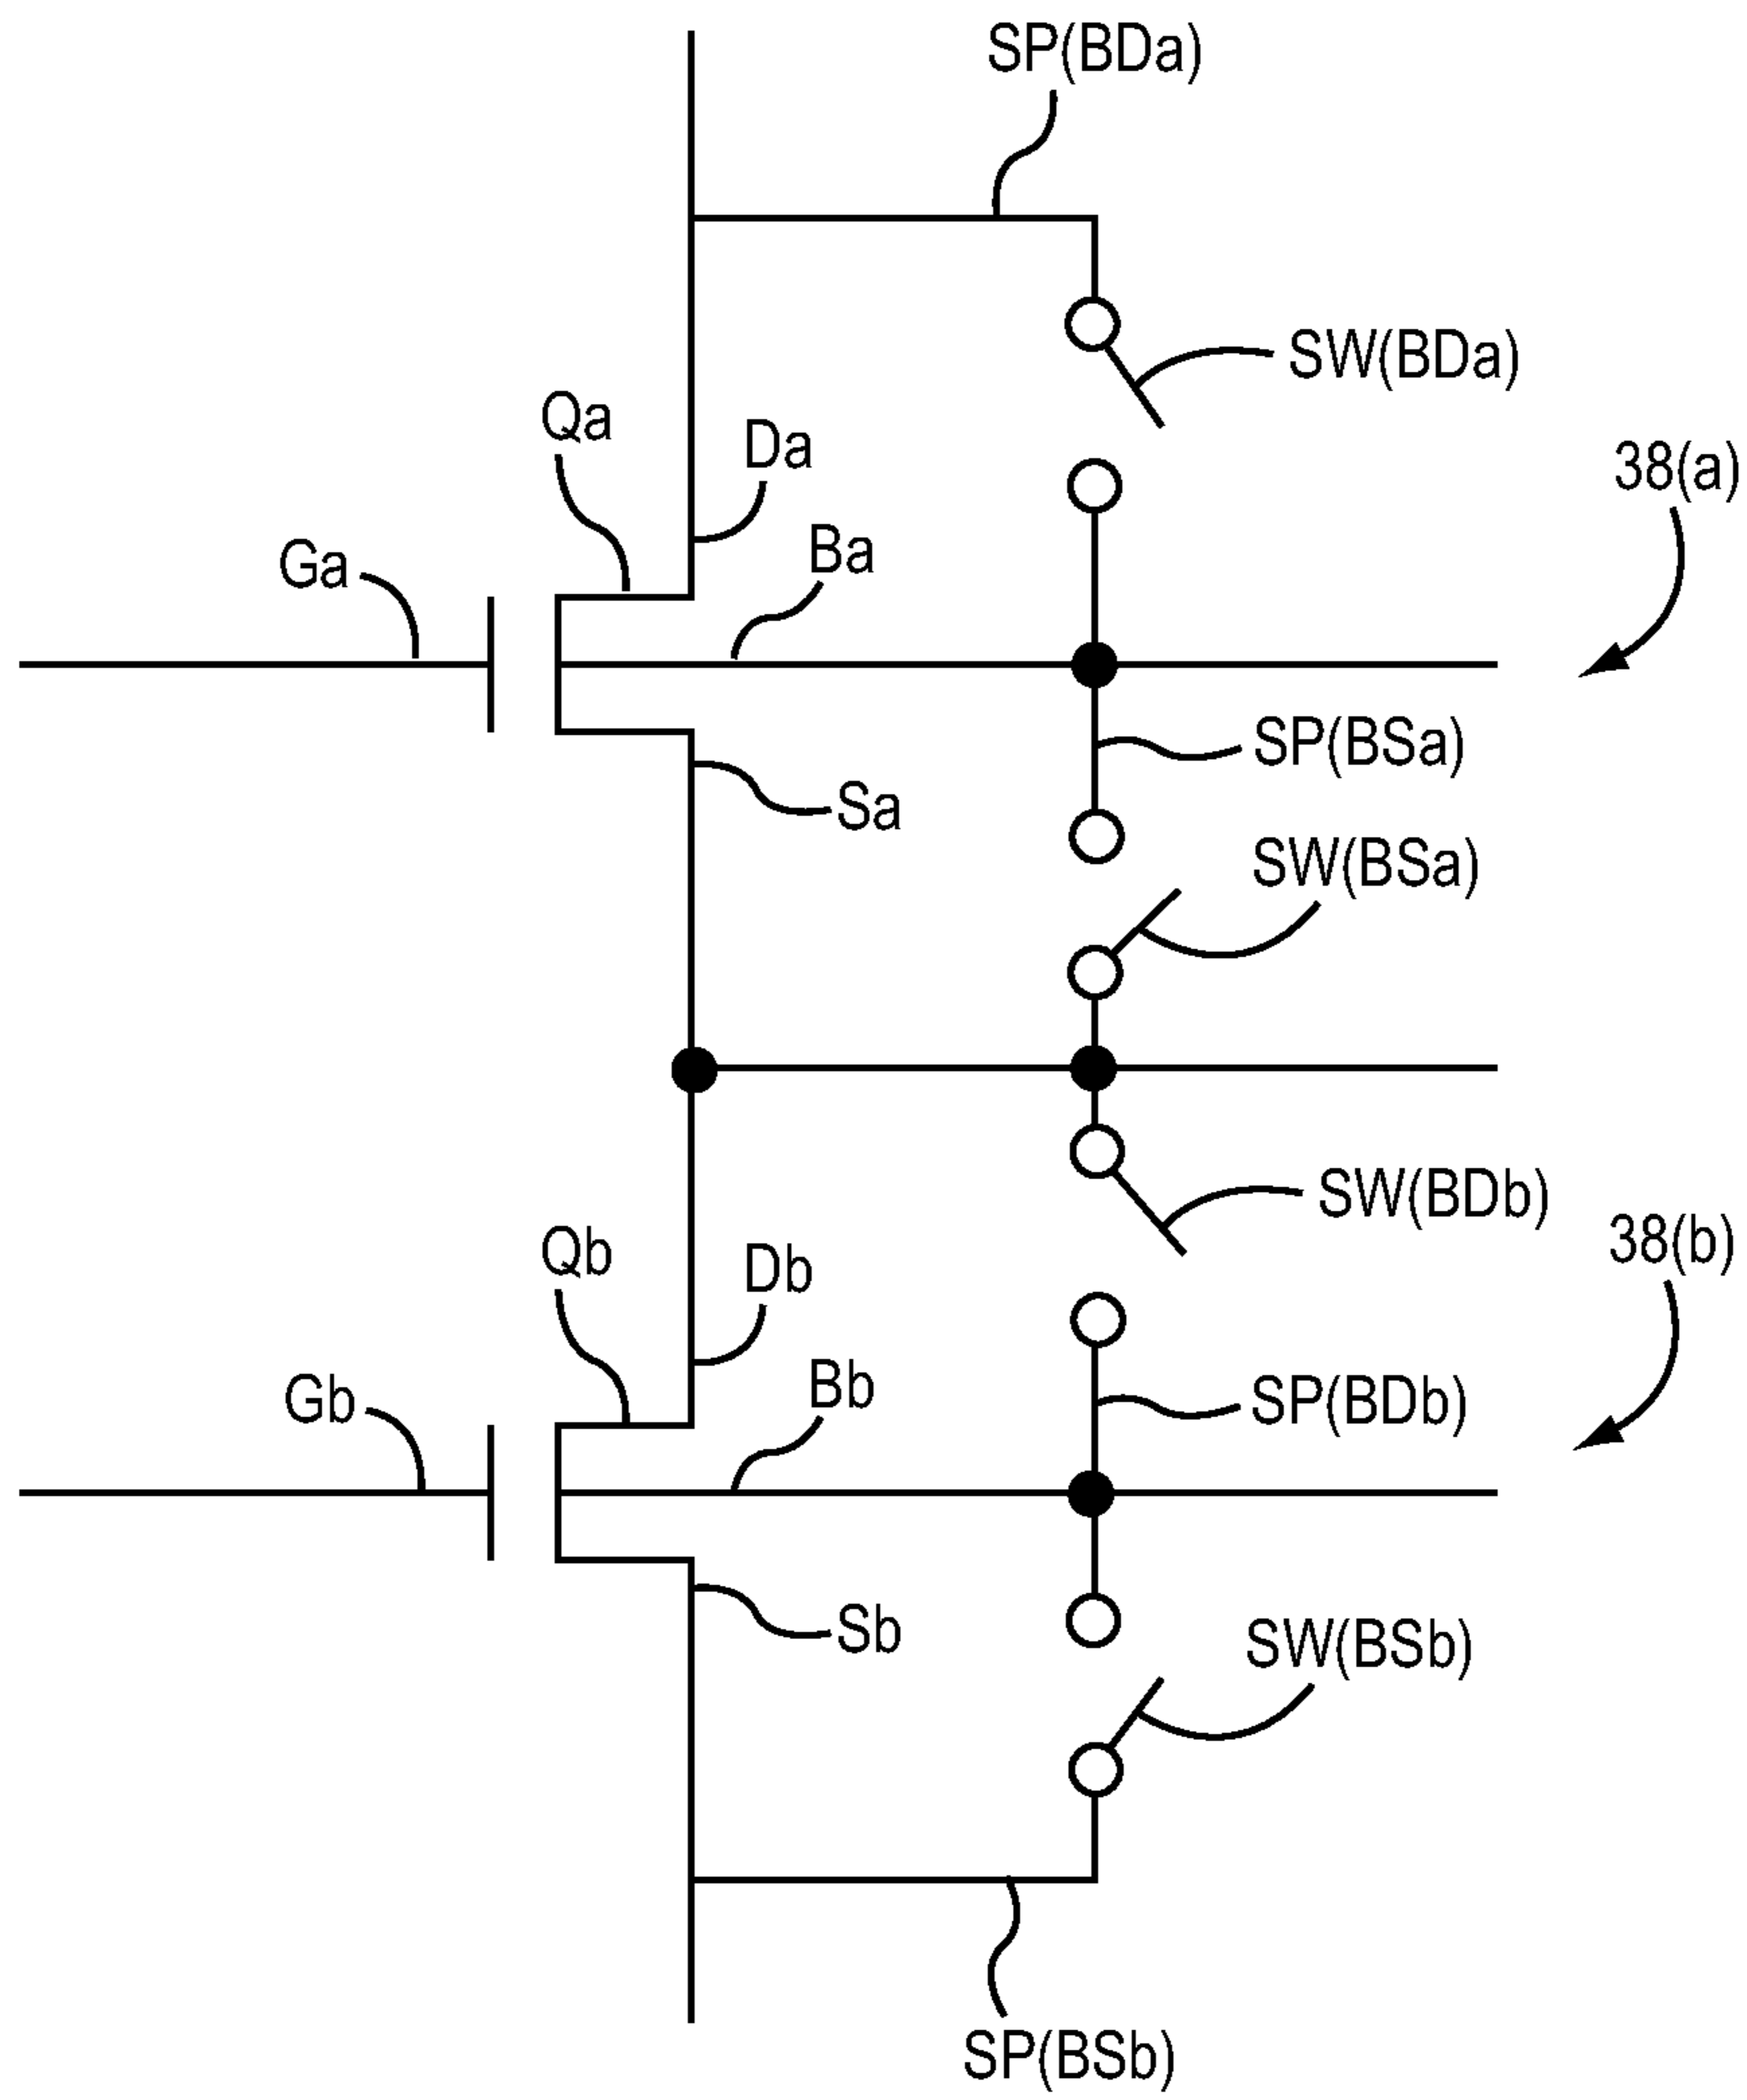 SP(BDa)
SW(BDa)
Qa
Da
38(a)
Ba
Ga
SP(BSa)
Sa
SW(BSa)
SW(BDb)
38(b)
Qb
Db
Bb
Gb
SP(BDb)
Sb
SW(BSb)
SP(BSb)